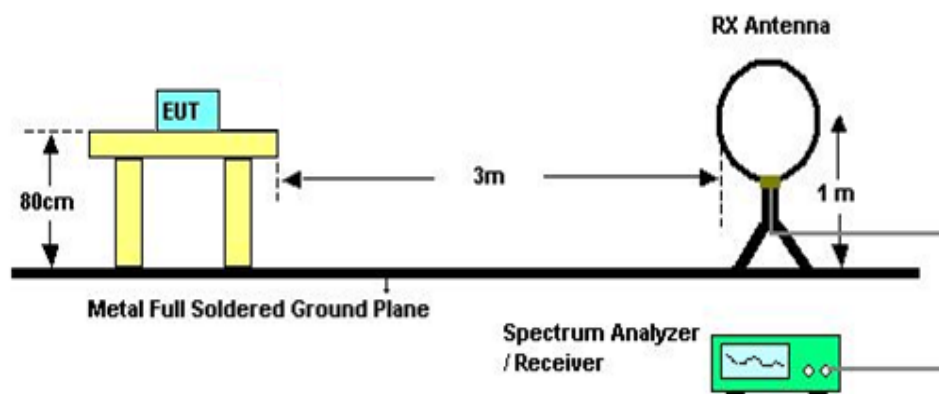 RX Antenna
EUT
80cm
3m
1 m
Metal Full Soldered Ground Plane
Spectrum Analyzer
/ Receiver